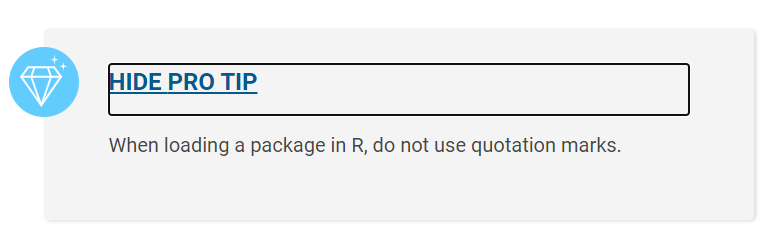 HIDE PRO TIP
When loading a package in R, do not use quotation marks.